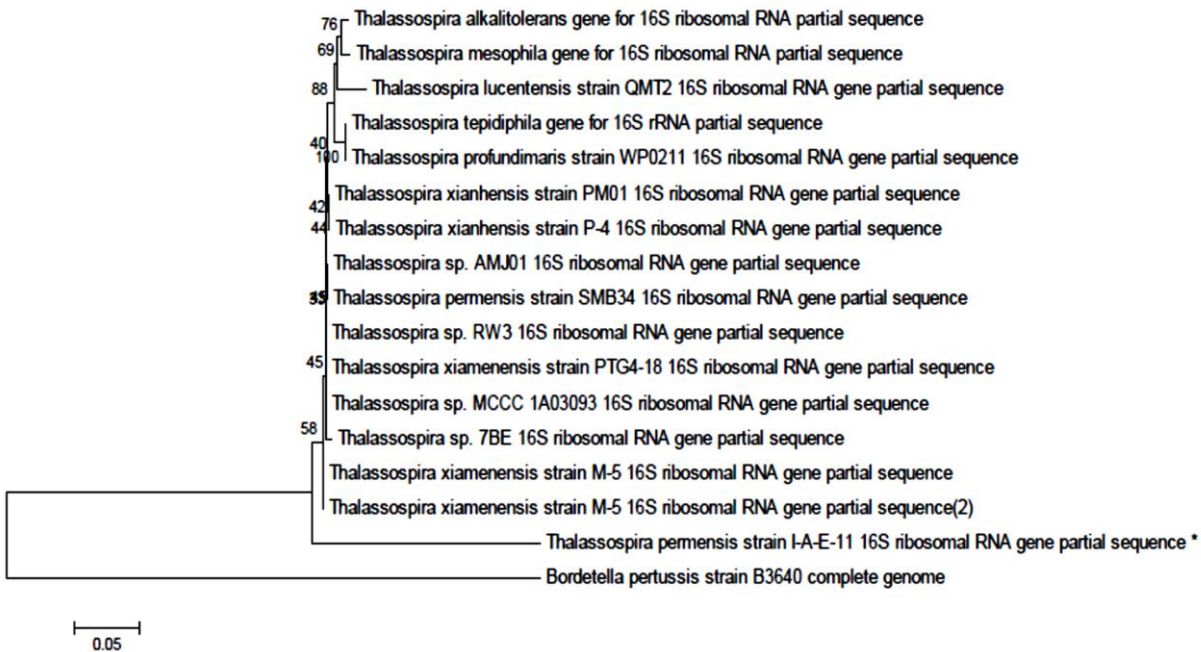 76
Thalassospira alkalitolerans gene for 16S ribosomal RNA partial sequence
69
Thalassospira mesophila gene for 16S ribosomal RNA partial sequence
88
Thalassospira lucentensis strain QMT2 16S ribosomal RNA gene partial sequence
Thalassospira tepidiphila gene for 16S rRNA partial sequence
40
100
Thalassospira profundimaris strain WP0211 16S ribosomal RNA gene partial sequence
Thalassospira xianhensis strain PM01 16S ribosomal RNA gene partial sequence
42
44
Thalassospira xianhensis strain P-4 16S ribosomal RNA gene partial sequence
Thalassospira sp. AMJ01 16S ribosomal RNA gene partial sequence
Thalassospira permensis strain SMB34 16S ribosomal RNA gene partial sequence
Thalassospira sp. RW3 16S ribosomal RNA gene partial sequence
45
Thalassospira xiamenensis strain PTG4-18 16S ribosomal RNA gene partial sequence
Thalassospira sp. MCCC 1A03093 16S ribosomal RNA gene partial sequence
58
Thalassospira sp. 7BE 16S ribosomal RNA gene partial sequence
Thalassospira xiamenensis strain M-5 16S ribosomal RNA gene partial sequence
Thalassospira xiamenensis strain M-5 16S ribosomal RNA gene partial sequence(2)
Thalassospira permensis strain I-A-E-11 16S ribosomal RNA gene partial sequence *
Bordetella pertussis strain B3640 complete genome
0.05